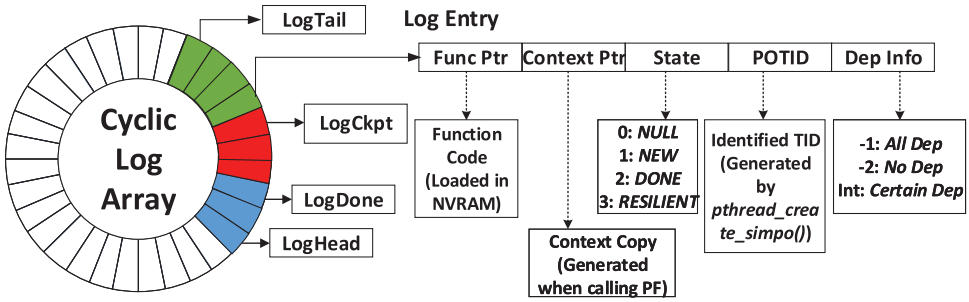 LogTail
Log Entry
Func Ptr
Context Ptr
State
POTID
Dep Info
Cyclic
Log
Array
LogCkpt
LogDone
LogHead
Function
Code
(Loaded in
NVRAM)
Context Copy
(Generated
when calling PF)
0: NULL
1: NEW
2: DONE
3: RESILIENT
Identified TID
(Generated
by
pthread_crea
te_simpo())
-1: All Dep
-2: No Dep
Int: Certain Dep